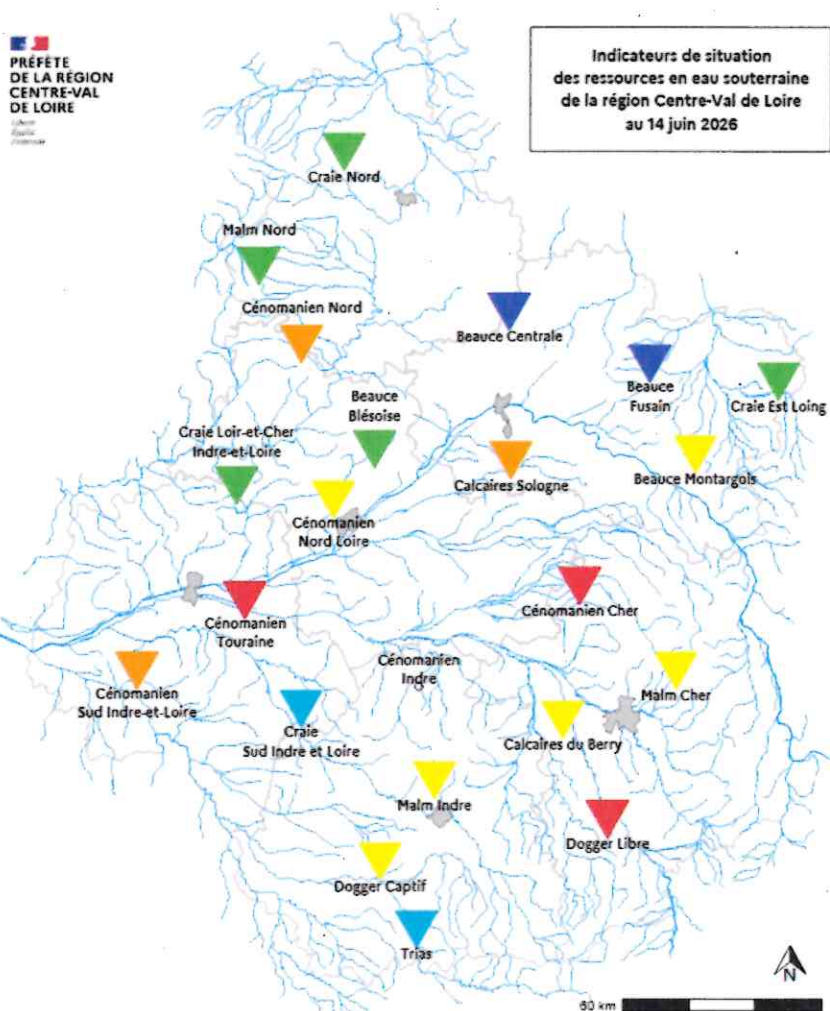 PRÉFÈTE
DE LA RÉGION
CENTRE-VAL
DE LOIRE
Indicateurs de situation
des ressources en eau souterraine
de la région Centre-Val de Loire
au 14 juin 2026
Craie Nord
Malm Nord
Cénomanien Nord
Beauce Centrale
Beauce
Fusain
Craie Est Loing
Beauce
Blésoise
Craie Loir-et-Cher
Indre-et-Loire
Calcaires Sologne
Beauce Montargois
Cénomanien
Nord Loire
Cénomanien
Touraine
Cénomanien Cher
Cénomanien
Indre
Cénomanien
Sud Indre-et-Loire
Malm Cher
Craie
Sud Indre et Loire
Calcaires du Berry
Malm Indre
Dogger Libre
Dogger Captif
Trias
N
60 km